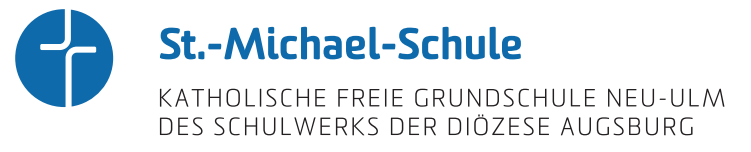 St.-Michael-Schule
KATHOLISCHE FREIE GRUNDSCHULE NEU-ULM
DES SCHULWERKS DER DIÖZESE AUGSBURG